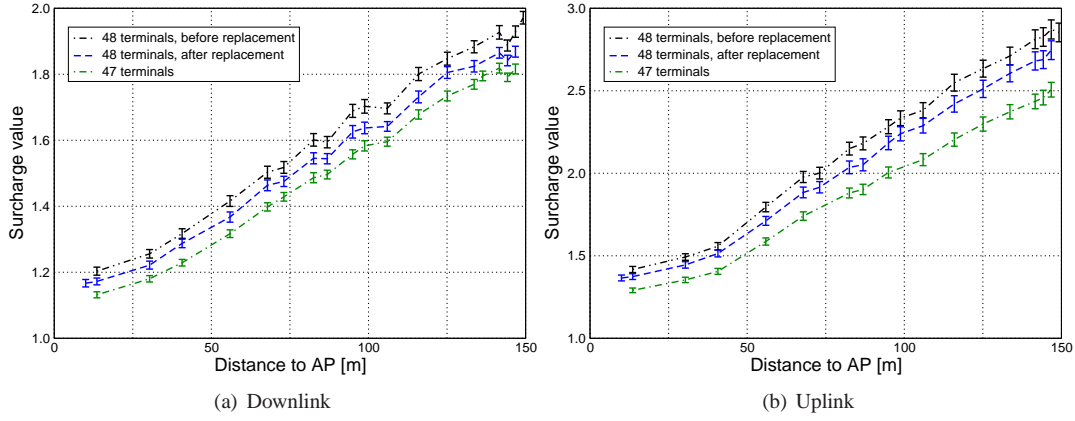 2.0
1.8
1.6
1.4
1.2
1.0
Surcharge value
48 terminals, before replacement
48 terminals, after replacement
47 terminals
0
50
100
150
Distance to AP [m]
(a) Downlink
3.0
2.5
2.0
1.5
1.0
Surcharge value
48 terminals, before replacement
48 terminals, after replacement
47 terminals
0
50
100
150
Distance to AP [m]
(b) Uplink